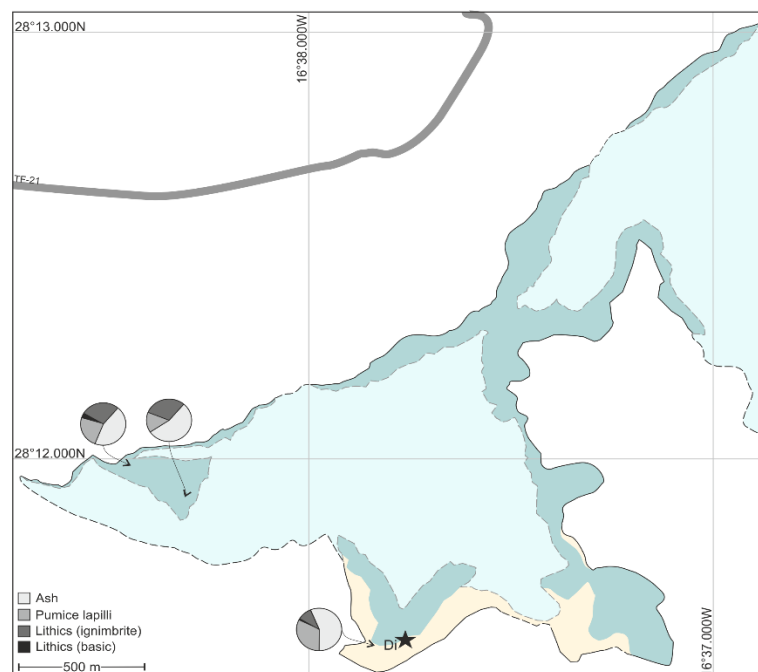 28°13.000N
16°38.000W
TF-21
28°12.000N
Ash
Pumice lapilli
Lithics (ignimbrite)
Lithics (basic)
500 m
Di
6°37.000W